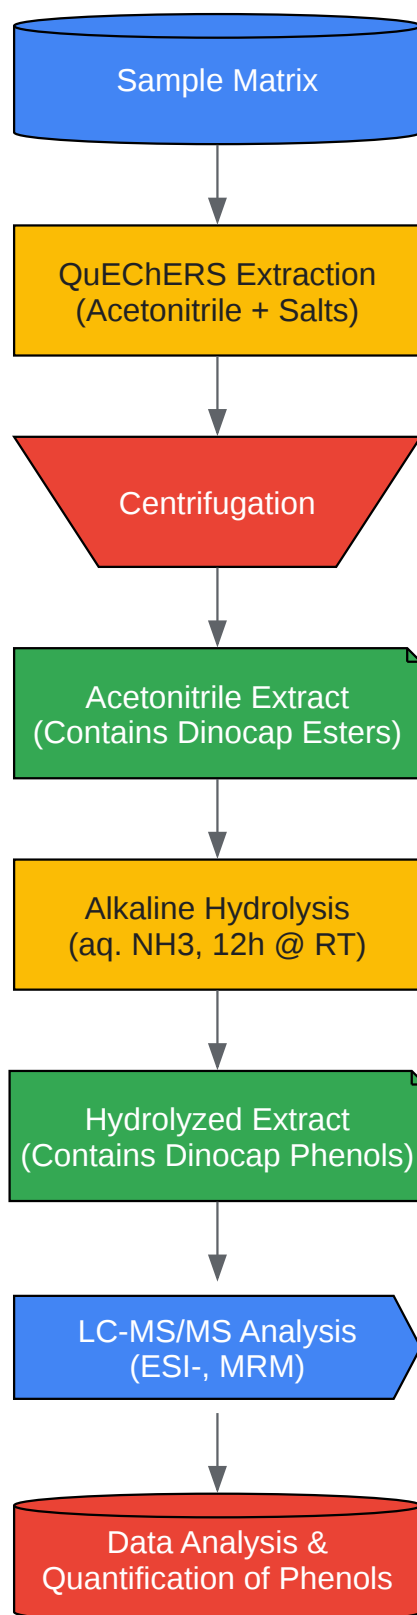 Sample Matrix
QuEChERS Extraction
(Acetonitrile + Salts)
Centrifugation
Acetonitrile Extract
(Contains Dinocap Esters)
Alkaline Hydrolysis
(aq. NH3, 12h @ RT)
Hydrolyzed Extract
(Contains Dinocap Phenols)
LC-MS/MS Analysis
(ESI-, MRM)
Data Analysis &
Quantification of Phenols